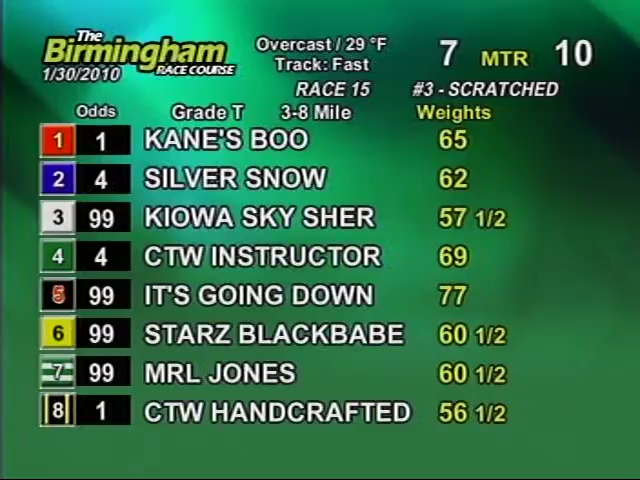 The
Birmingham
RACE COURSE
1/30/2010
Overcast / 29 °F
Track: Fast
7 MTR 10
RACE 15 #3 - SCRATCHED
Odds Grade T 3-8 Mile Weights
1 1 KANE'S BOO 65
2 4 SILVER SNOW 62
3 99 KIOWA SKY SHER 57 1/2
4 4 CTW INSTRUCTOR 69
5 99 IT'S GOING DOWN 77
6 99 STARZ BLACKBABE 60 1/2
7 99 MRL JONES 60 1/2
8 1 CTW HANDCRAFTED 56 1/2